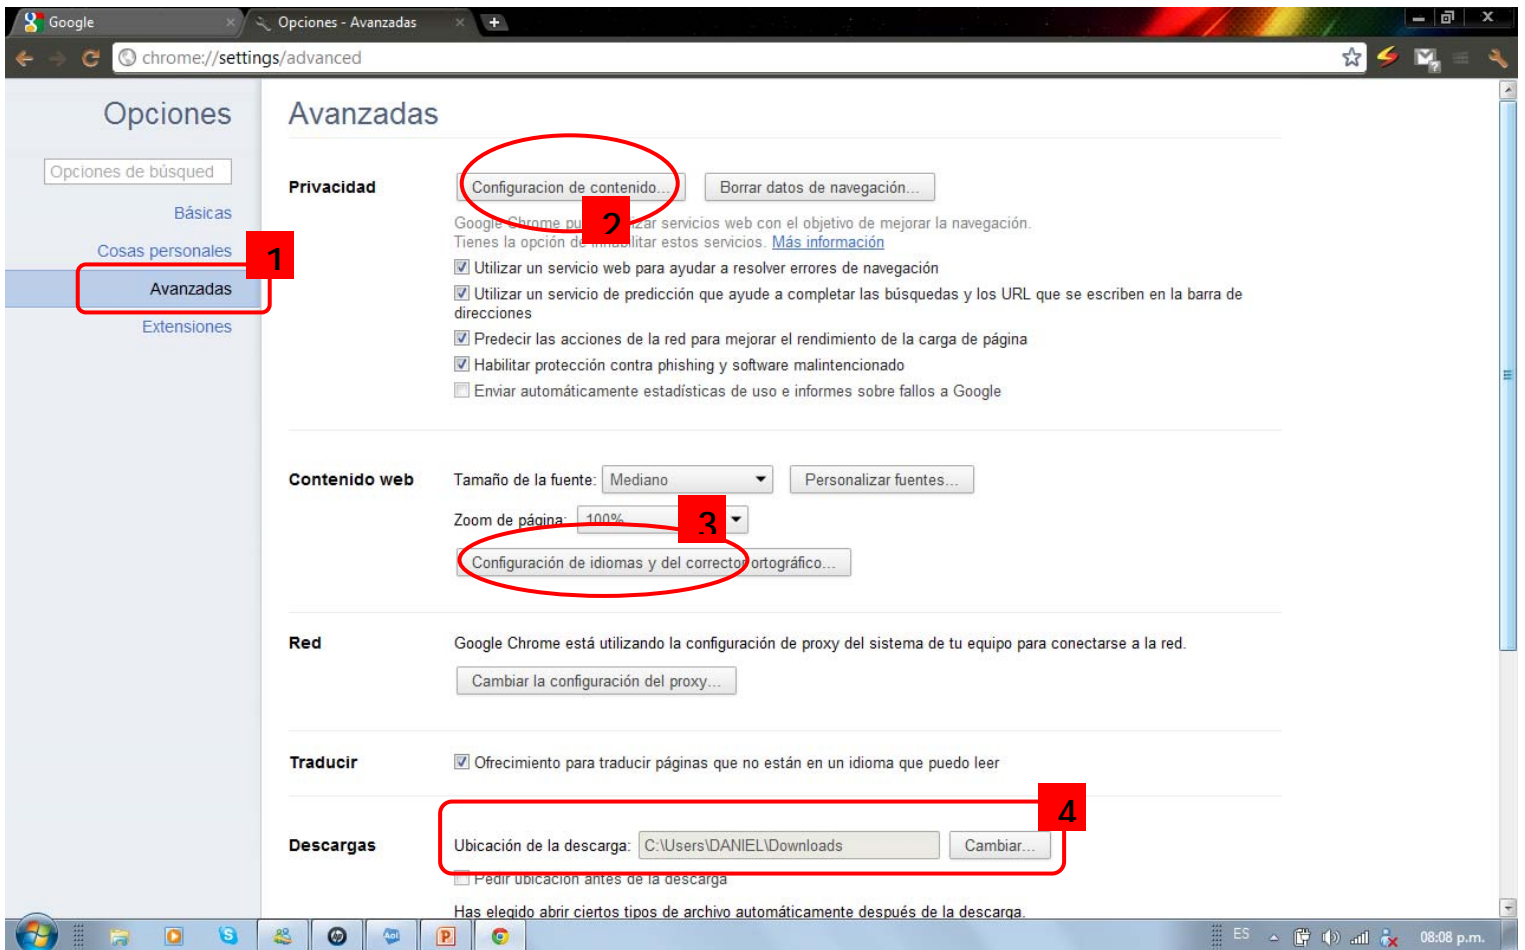 Google
Opciones - Avanzadas
chrome://settings/advanced
Opciones
Avanzadas
Opciones de búsqued
Básicas
Cosas personales
1
Avanzadas
Extensiones
Privacidad
Configuracion de contenido...
Borrar datos de navegación...
2
Google Chrome servicios web con el objetivo de mejorar la navegación.
Tienes la opción de estos servicios. Más información
Utilizar un servicio web para ayudar a resolver errores de navegación
Utilizar un servicio de predicción que ayude a completar las búsquedas y los URL que se escriben en la barra de
direcciones
Predecir las acciones de la red para mejorar el rendimiento de la carga de página
Habilitar protección contra phishing y software malintencionado
Enviar automáticamente estadísticas de uso e informes sobre fallos a Google
Contenido web
Tamaño de la fuente: Mediano
Personalizar fuentes...
Zoom de página: 100%
3
Configuración de idiomas y del corrector ortográfico...
Red
Google Chrome está utilizando la configuración de proxy del sistema de tu equipo para conectarse a la red.
Cambiar la configuración del proxy...
Traducir
Ofrecimiento para traducir páginas que no están en un idioma que puedo leer
4
Descargas
Ubicación de la descarga: C:\Users\DANIEL\Downloads
Cambiar...
Pedir ubicación antes de la descarga
Has elegido abrir ciertos tipos de archivo automáticamente después de la descarga.
hp
Aol
P
ES
08:08 p.m.